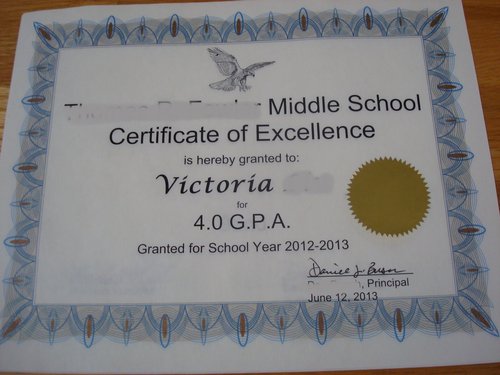 Middle School
Certificate of Excellence
is hereby granted to:
Victoria
for
4.0 G.P.A.
Granted for School Year 2012-2013
, Principal
June 12, 2013